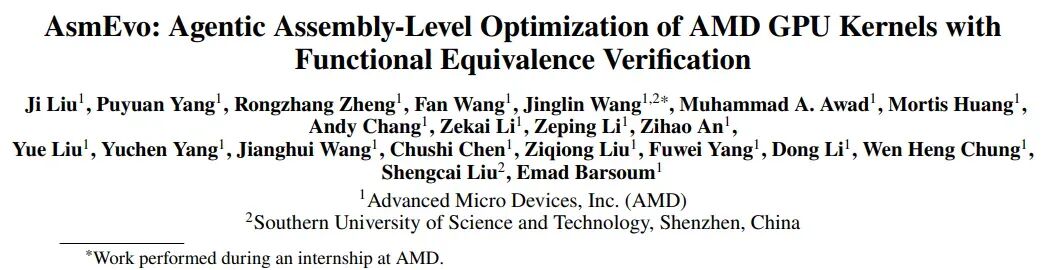 AsmEvo: Agentic Assembly-Level Optimization of AMD GPU Kernels with
Functional Equivalence Verification
Ji Liu¹, Puyuan Yang¹, Rongzhang Zheng¹, Fan Wang¹, Jinglin Wang¹,²*, Muhammad A. Awad¹, Mortis Huang¹,
Andy Chang¹, Zekai Li¹, Zeping Li¹, Zihao An¹,
Yue Liu¹, Yuchen Yang¹, Jianghui Wang¹, Chushi Chen¹, Ziqiong Liu¹, Fuwei Yang¹, Dong Li¹, Wen Heng Chung¹,
Shengcai Liu², Emad Barsoum¹
¹Advanced Micro Devices, Inc. (AMD)
²Southern University of Science and Technology, Shenzhen, China
*Work performed during an internship at AMD.